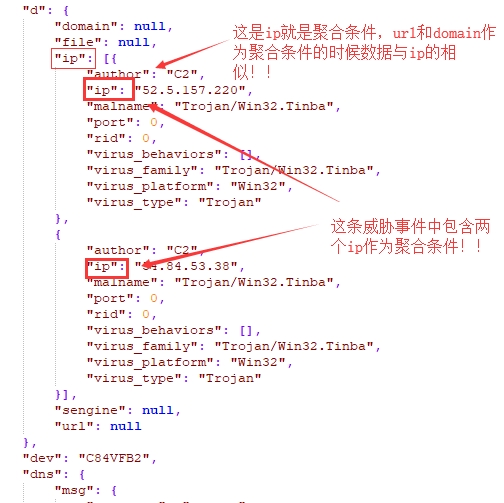 "d": {
"domain": null,
"file": null,
这是ip就是聚合条件，url和domain作
为聚合条件的时候数据与ip的相
似！！
"ip": [{
"author": "C2",
"ip": "52.5.157.220",
"malname": "Trojan/Win32.Tinba",
"port": 0,
"rid": 0,
"virus_behaviors": [],
"virus_family": "Trojan/Win32.Tinba",
"virus_platform": "Win32",
"virus_type": "Trojan"
},
{
这条威胁事件中包含两
个ip作为聚合条件！！
"author": "C2",
"ip": "54.84.53.38",
"malname": "Trojan/Win32.Tinba",
"port": 0,
"rid": 0,
"virus_behaviors": [],
"virus_family": "Trojan/Win32.Tinba",
"virus_platform": "Win32",
"virus_type": "Trojan"
}],
"sengine": null,
"url": null
},
"dev": "C84VFB2",
"dns": {
"msg": {